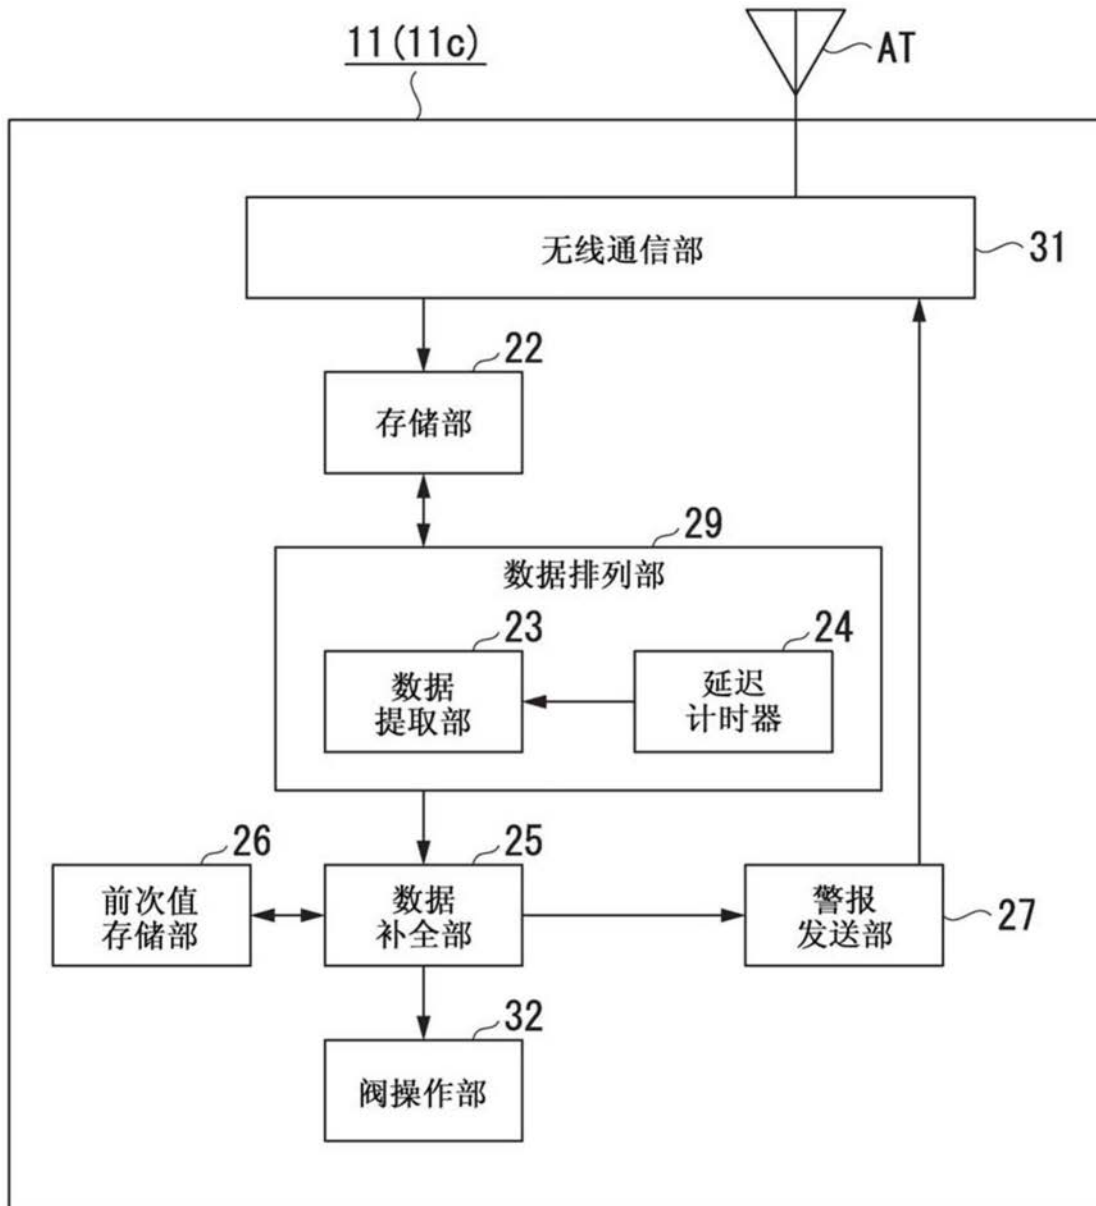 11(11c)
AT
无线通信部
31
22
存储部
29
数据排列部
23
24
数据
提取部
延迟
计时器
26
25
前次值
存储部
数据
补全部
警报
发送部
27
32
阀操作部